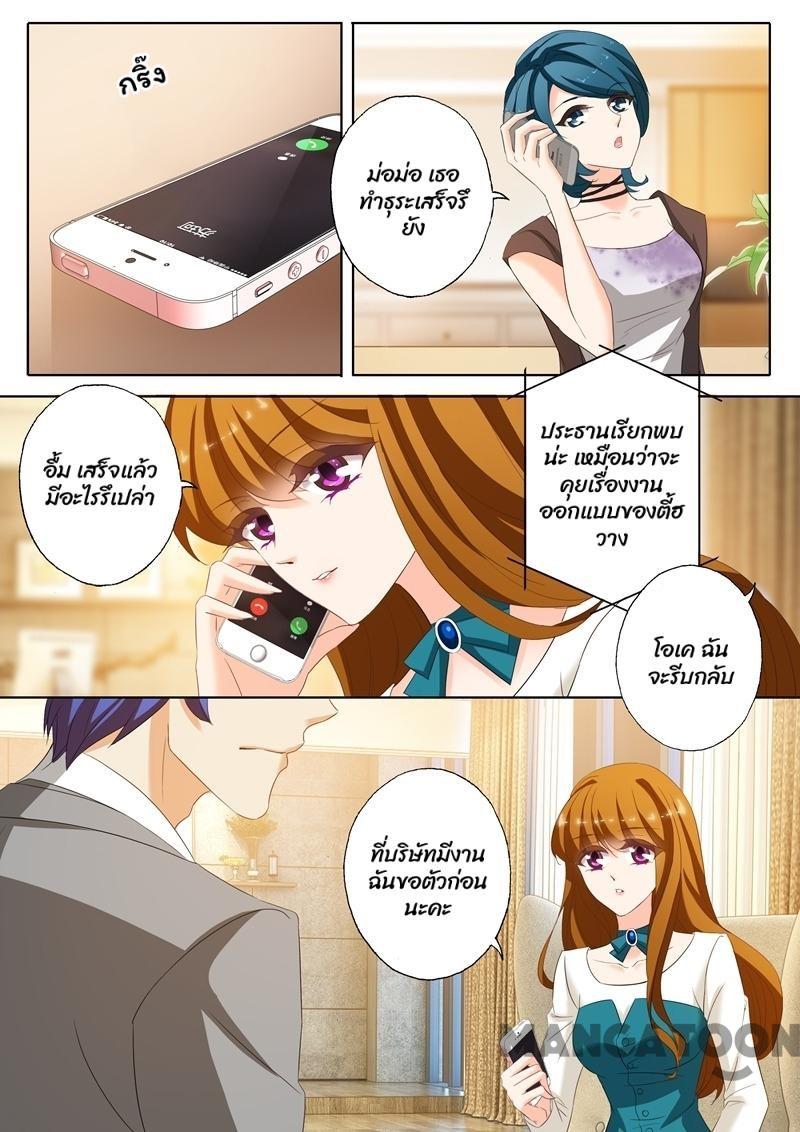 กริ๊ง
ม่อม่อ เธอ
ทำธุระเสร็จรึ
ยัง
ประธานเรียกพบ
น่ะ เหมือนว่าจะ
คุยเรื่องงาน
ออกแบบของตี้ฮ
วาง
อื้ม เสร็จแล้ว
มีอะไรรึเปล่า
โอเค ฉัน
จะรีบกลับ
ที่บริษัทมีงาน
ฉันขอตัวก่อน
นะคะ
MANGATOON